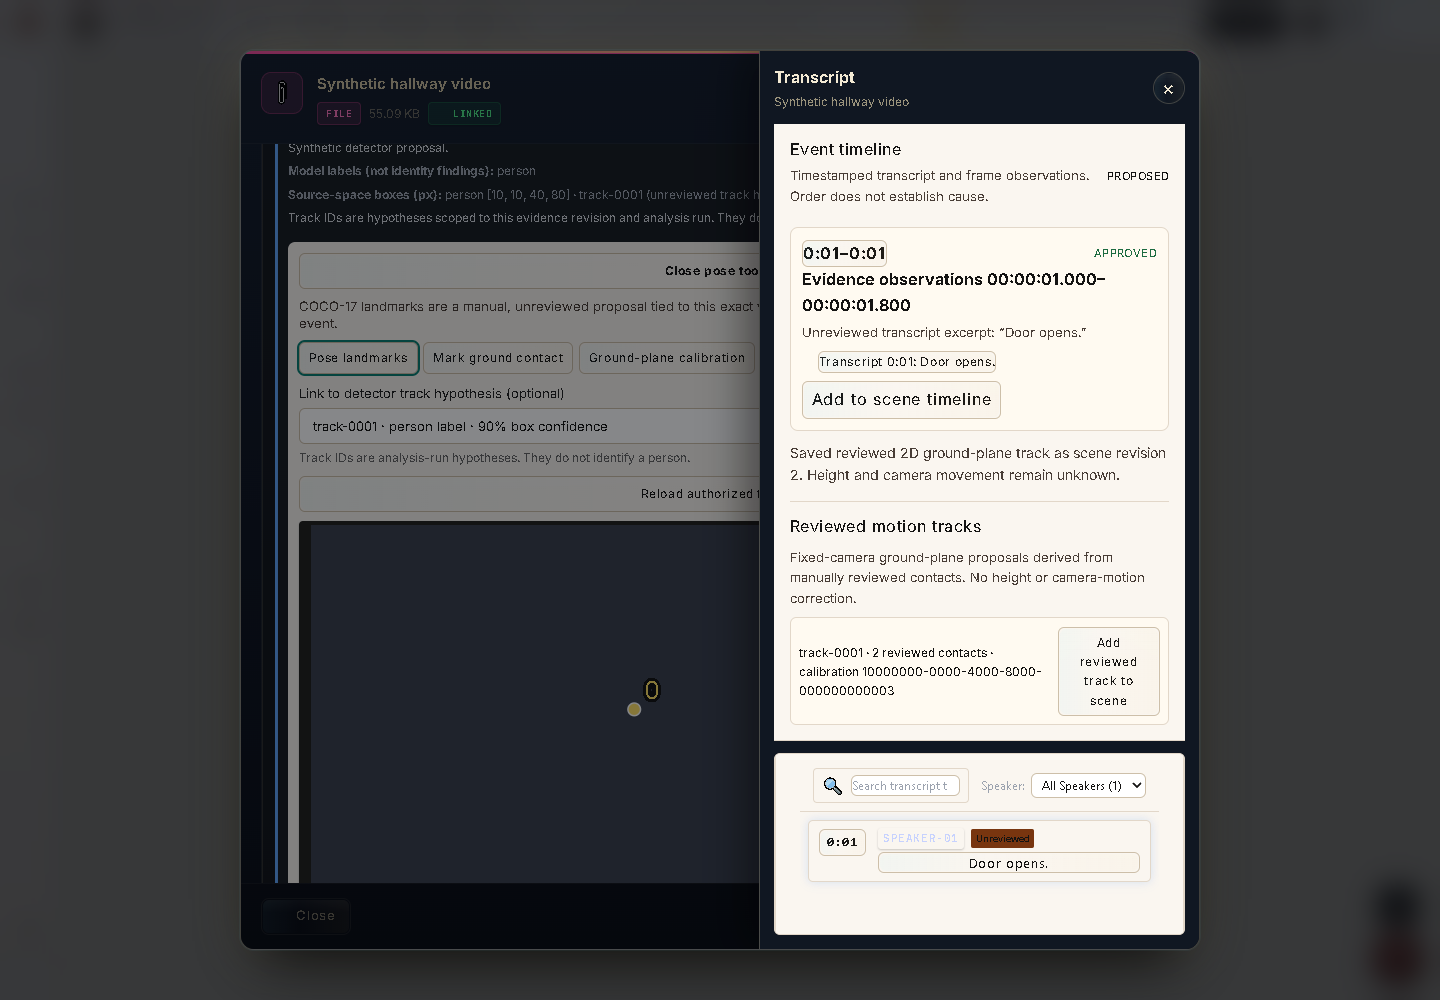 Synthetic hallway video
FILE 55.09 KB LINKED
Synthetic detector proposal.
Model labels (not identity findings): person
Source-space boxes (px): person [10, 10, 40, 80] · track-0001 (unreviewed track h
Track IDs are hypotheses scoped to this evidence revision and analysis run. They d
Close pose too
COCO-17 landmarks are a manual, unreviewed proposal tied to this exact
event.
Pose landmarks Mark ground contact Ground-plane calibration
Link to detector track hypothesis (optional)
track-0001 · person label · 90% box confidence
Track IDs are analysis-run hypotheses. They do not identify a person.
Reload authorized
0
Close
Transcript
Synthetic hallway video
×
Event timeline
Timestamped transcript and frame observations.
Order does not establish cause.
PROPOSED
0:01–0:01
APPROVED
Evidence observations 00:00:01.000–
00:00:01.800
Unreviewed transcript excerpt: “Door opens.”
Transcript 0:01: Door opens.
Add to scene timeline
Saved reviewed 2D ground-plane track as scene revision
2. Height and camera movement remain unknown.
Reviewed motion tracks
Fixed-camera ground-plane proposals derived from
manually reviewed contacts. No height or camera-motion
correction.
track-0001 · 2 reviewed contacts ·
calibration 10000000-0000-4000-8000-
000000000003
Add
reviewed
track to
scene
Search transcript t
Speaker: All Speakers (1)
0:01 SPEAKER-01 Unreviewed
Door opens.